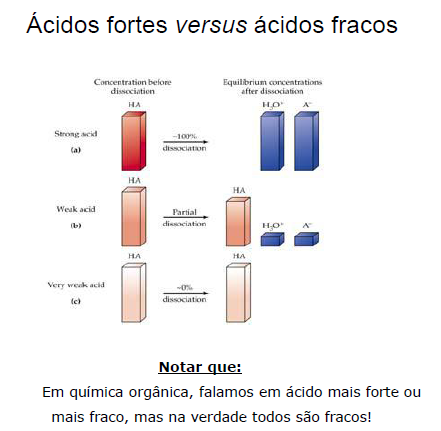 Ácidos fortes versus ácidos fracos
Concentration before
dissociation
Equilibrium concentrations
after dissociation
HA
H₃O⁺ A⁻
Strong acid
(a)
~100%
dissociation
HA
HA
Weak acid
(b)
Partial
dissociation
H₃O⁺ A⁻
HA
HA
Very weak acid
(c)
~0%
dissociation
Notar que:
Em química orgânica, falamos em ácido mais forte ou
mais fraco, mas na verdade todos são fracos!